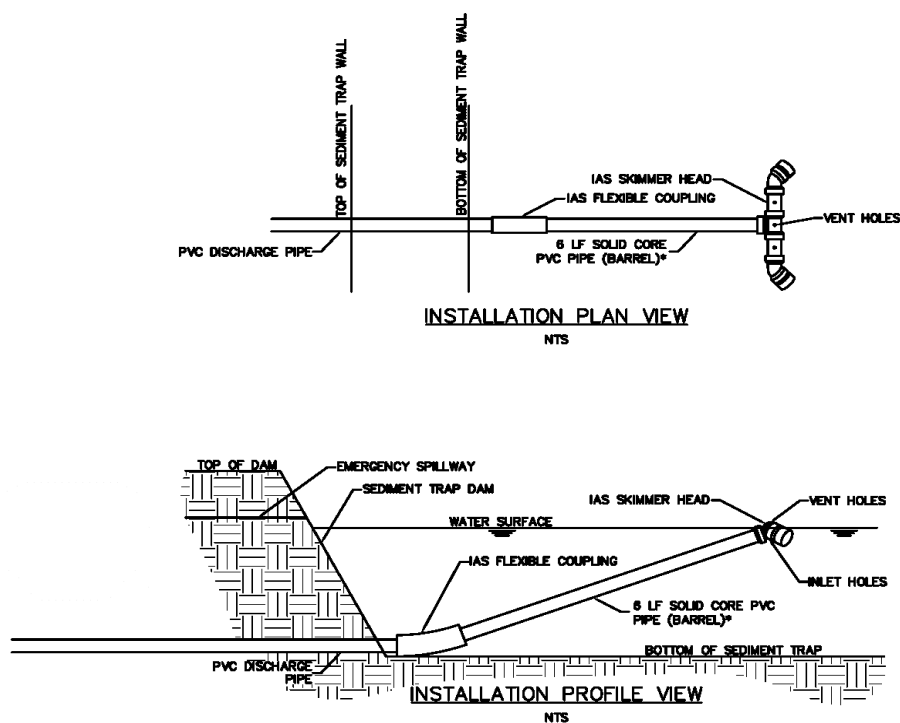 TOP OF SEDIMENT TRAP WALL
BOTTOM OF SEDIMENT TRAP WALL
IAS SKIMMER HEAD
IAS FLEXIBLE COUPLING
VENT HOLES
PVC DISCHARGE PIPE
6 LF SOLID CORE
PVC PIPE (BARREL)*
INSTALLATION PLAN VIEW
NTS
TOP OF DAM
EMERGENCY SPILLWAY
SEDIMENT TRAP DAM
IAS SKIMMER HEAD
VENT HOLES
WATER SURFACE
IAS FLEXIBLE COUPLING
INLET HOLES
6 LF SOLID CORE PVC
PIPE (BARREL)*
BOTTOM OF SEDIMENT TRAP
PVC DISCHARGE
PIPE
INSTALLATION PROFILE VIEW
NTS